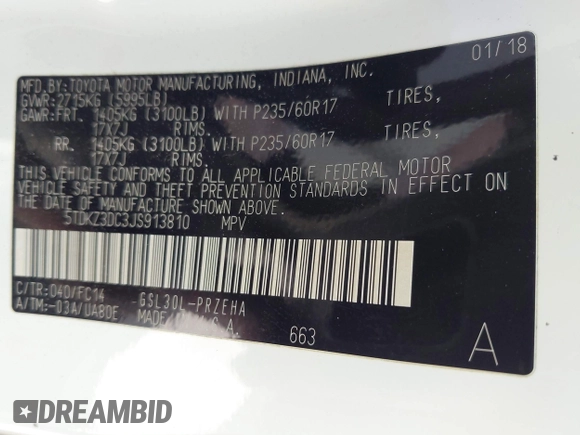 MFD. BY: TOYOTA MOTOR MANUFACTURING, INDIANA, INC. 01/18
GVWR: 2715KG (5995LB)
GAWR: FRT. 1405KG (3100LB) WITH P235/60R17 TIRES,
17X7J RIMS.
RR. 1405KG (3100LB) WITH P235/60R17 TIRES,
17X7J RIMS.
THIS VEHICLE CONFORMS TO ALL APPLICABLE FEDERAL MOTOR
VEHICLE SAFETY AND THEFT PREVENTION STANDARDS IN EFFECT ON
THE DATE OF MANUFACTURE SHOWN ABOVE.
5TDKZ3DC3JS913810 MPV
C/TR: 040/FC14 GSL30L-PRZEHA
A/TM: -03A/UA80E MADE IN U.S.A. 663 A
DREAMBID